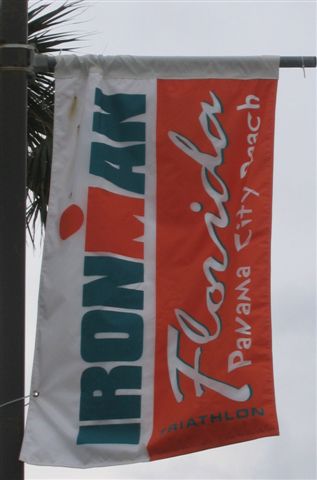 IRONMAN
Florida
PaNaMa CiTy BeaCh
TRIATHLON